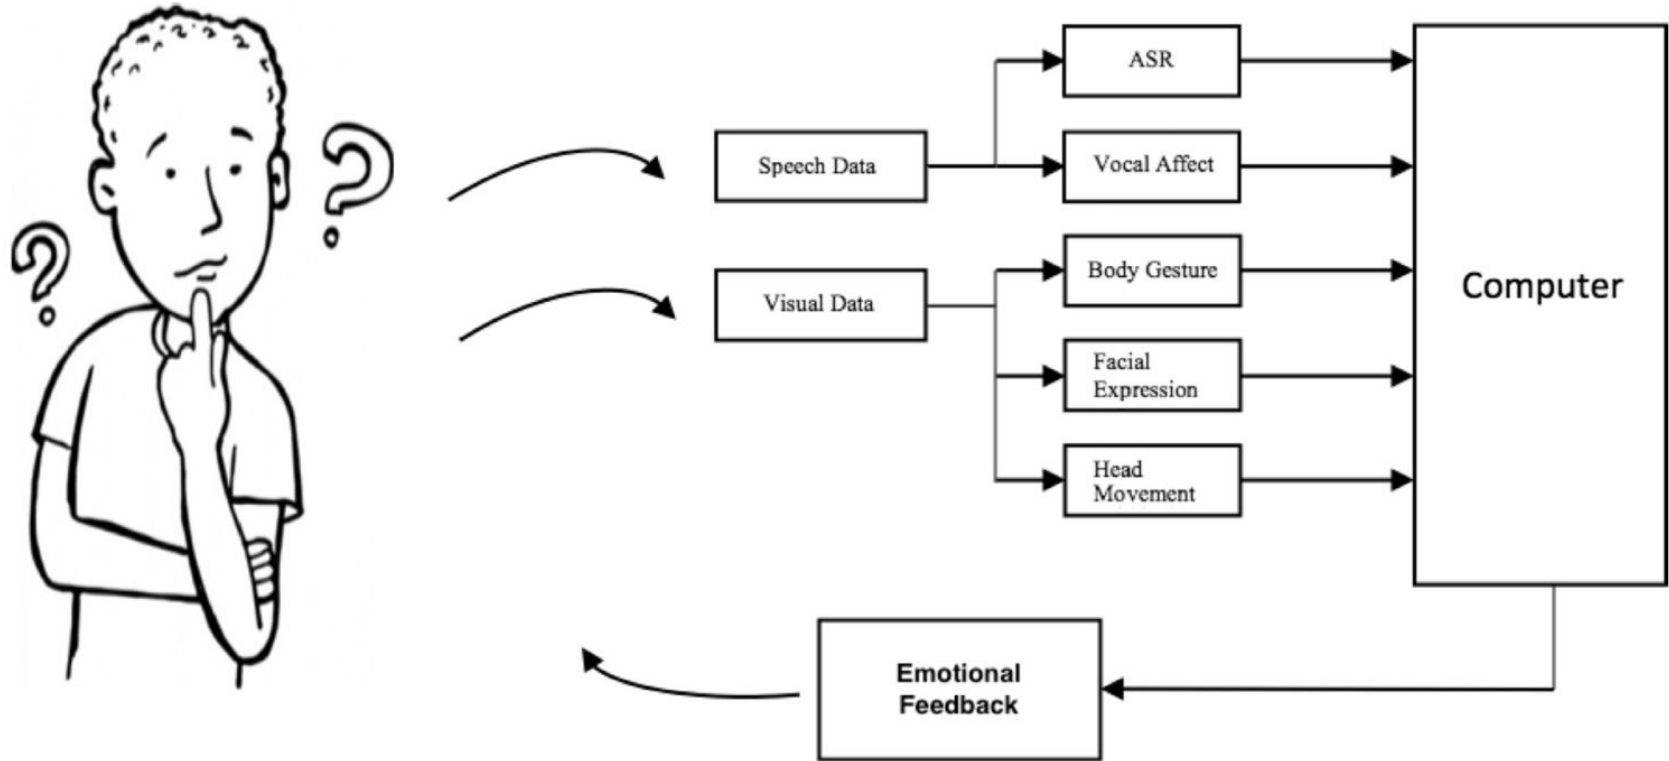 ASR
Speech Data
Vocal Affect
Body Gesture
Visual Data
Facial
Expression
Head
Movement
Computer
Emotional
Feedback
?
?